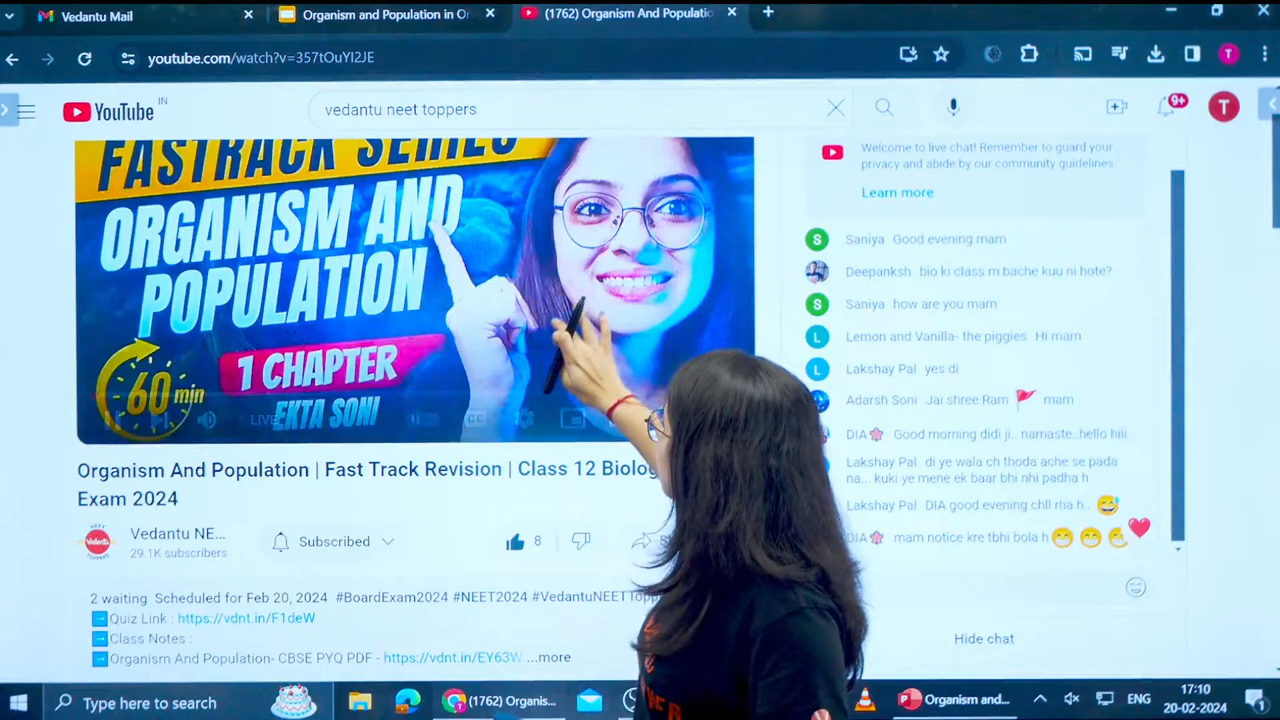 Vedantu Mail
Organism and Population in Or
(1762) Organism And Populatio
youtube.com/watch?v=357tOuYI2JE
T
YouTube IN
vedantu neet toppers
9+
T
FASTRACK SERIES
ORGANISM AND
POPULATION
1 CHAPTER
60 min
EKTA SONI
LIVE
CC
Organism And Population | Fast Track Revision | Class 12 Biolog
Exam 2024
NEET
Vedantu
TOPPERS
Vedantu NE...
29.1K subscribers
Subscribed
8
S
2 waiting Scheduled for Feb 20, 2024 #BoardExam2024 #NEET2024 #VedantuNEETTopp
Quiz Link : https://vdnt.in/F1deW
Class Notes :
Organism And Population- CBSE PYQ PDF - https://vdnt.in/EY63W ...more
Welcome to live chat! Remember to guard your
privacy and abide by our community guidelines.
Learn more
S Saniya Good evening mam
Deepanksh bio ki class m bache kuu ni hote?
S Saniya how are you mam
L Lemon and Vanilla- the piggies Hi mam
L Lakshay Pal yes di
Adarsh Soni Jai shree Ram 🚩 mam
DIA🌸 Good morning didi ji.. namaste..hello hiii
Lakshay Pal di ye wala ch thoda ache se pada
na... kuki ye mene ek baar bhi nhi padha h
Lakshay Pal DIA good evening chll rha h.. 😅
DIA🌸 mam notice kre tbhi bola h 😁😁
Hide chat
Type here to search
(1762) Organis...
Organism and...
ENG
17:10
20-02-2024
1